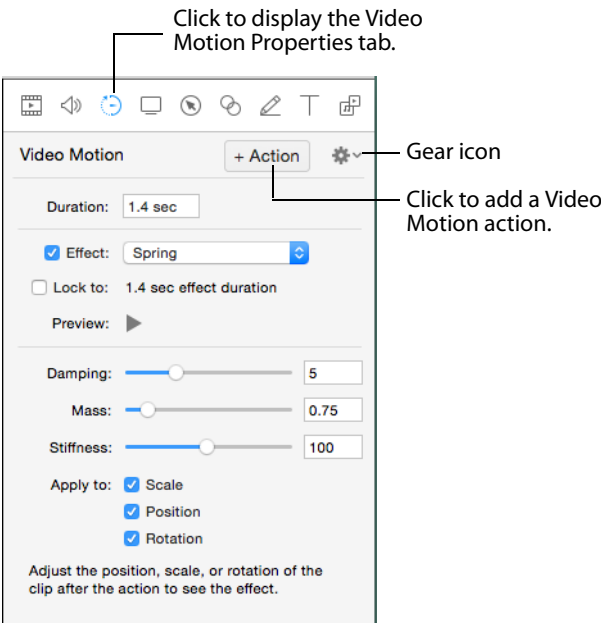 Click to display the Video
Motion Properties tab.
Video Motion
+ Action
Gear icon
Click to add a Video
Motion action.
Duration: 1.4 sec
Effect: Spring
Lock to: 1.4 sec effect duration
Preview:
Damping: 5
Mass: 0.75
Stiffness: 100
Apply to: Scale
Position
Rotation
Adjust the position, scale, or rotation of the
clip after the action to see the effect.